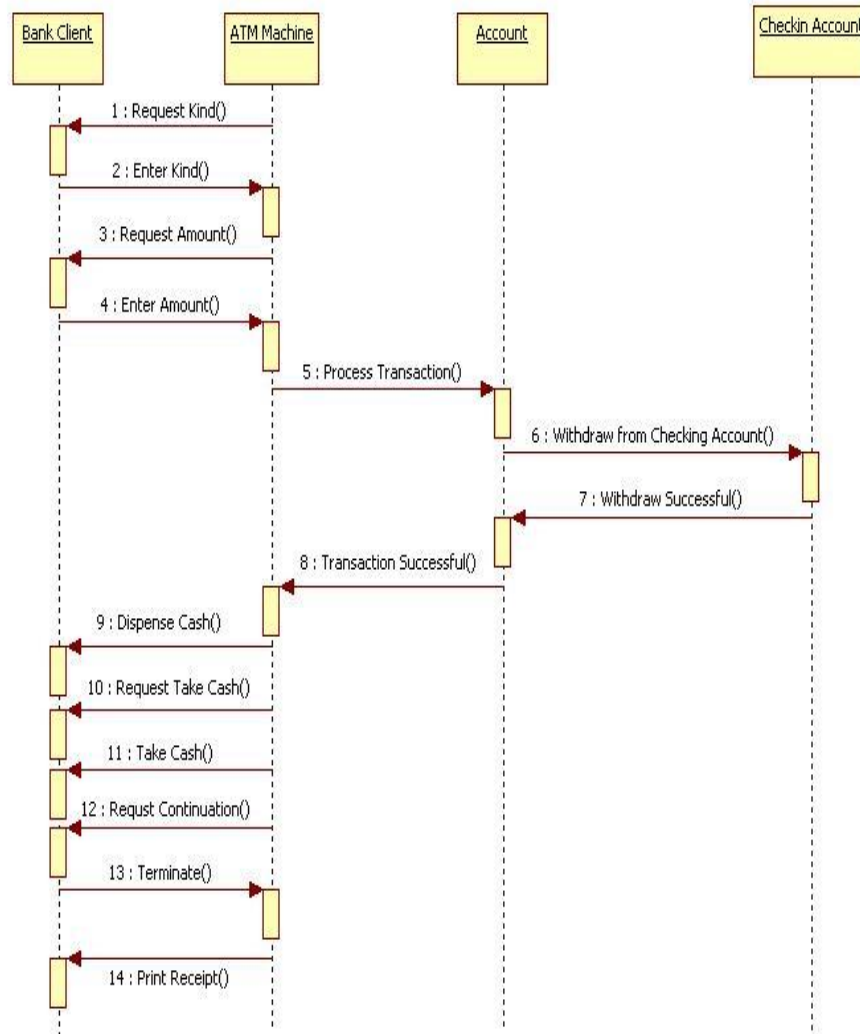 Bank Client
ATM Machine
Account
Checkin Account
1 : Request Kind()
2 : Enter Kind()
3 : Request Amount()
4 : Enter Amount()
5 : Process Transaction()
6 : Withdraw from Checking Account()
7 : Withdraw Successful()
8 : Transaction Successful()
9 : Dispense Cash()
10 : Request Take Cash()
11 : Take Cash()
12 : Requst Continuation()
13 : Terminate()
14 : Print Receipt()